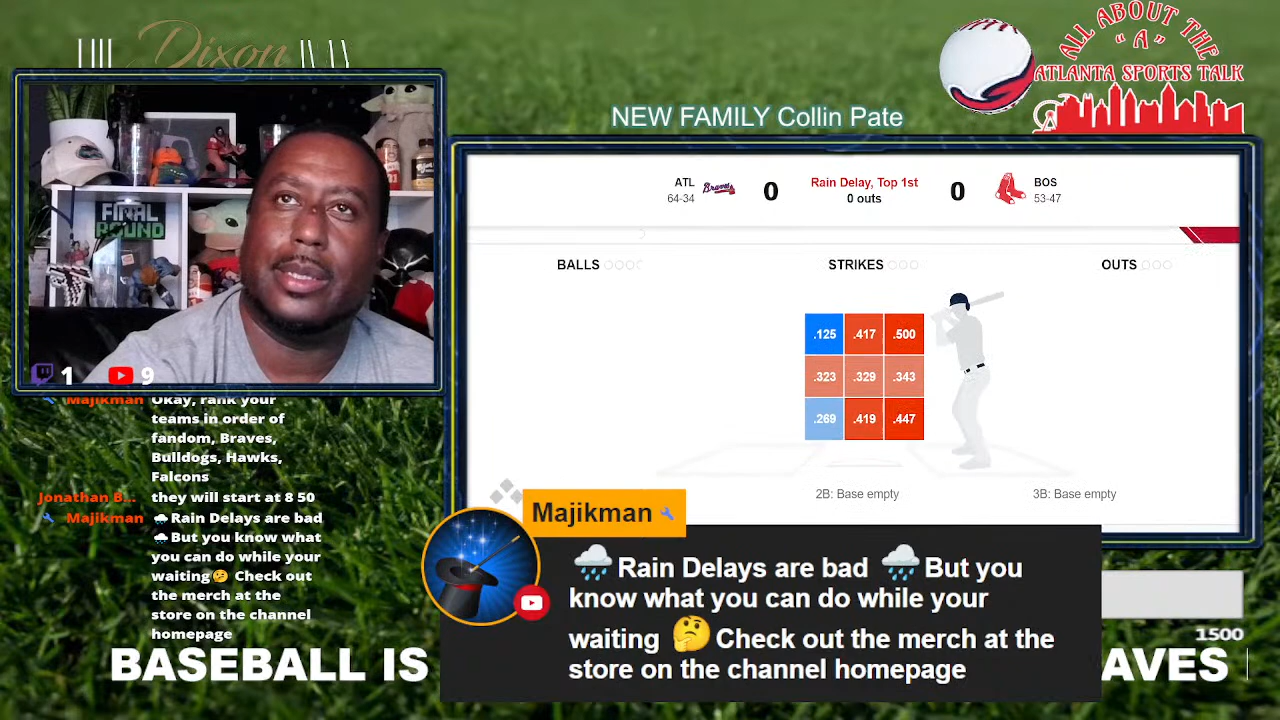 Dixon
ALL ABOUT THE
"A"
ATLANTA SPORTS TALK
NEW FAMILY Collin Pate
FINAL
ROUND
1
9
ATL
64-34
Braves
0
Rain Delay, Top 1st
0 outs
0
BOS
53-47
BALLS
STRIKES
OUTS
.125 .417 .500
.323 .329 .343
.269 .419 .447
2B: Base empty
3B: Base empty
Majikman Okay, rank your
teams in order of
fandom, Braves,
Bulldogs, Hawks,
Falcons
Jonathan B... they will start at 8 50
Majikman 🌧Rain Delays are bad
🌧But you know what
you can do while your
waiting🤔 Check out
the merch at the
store on the channel
homepage
Majikman
🌧Rain Delays are bad 🌧But you
know what you can do while your
waiting 🤔Check out the merch at the
store on the channel homepage
1500
BASEBALL IS
AVES